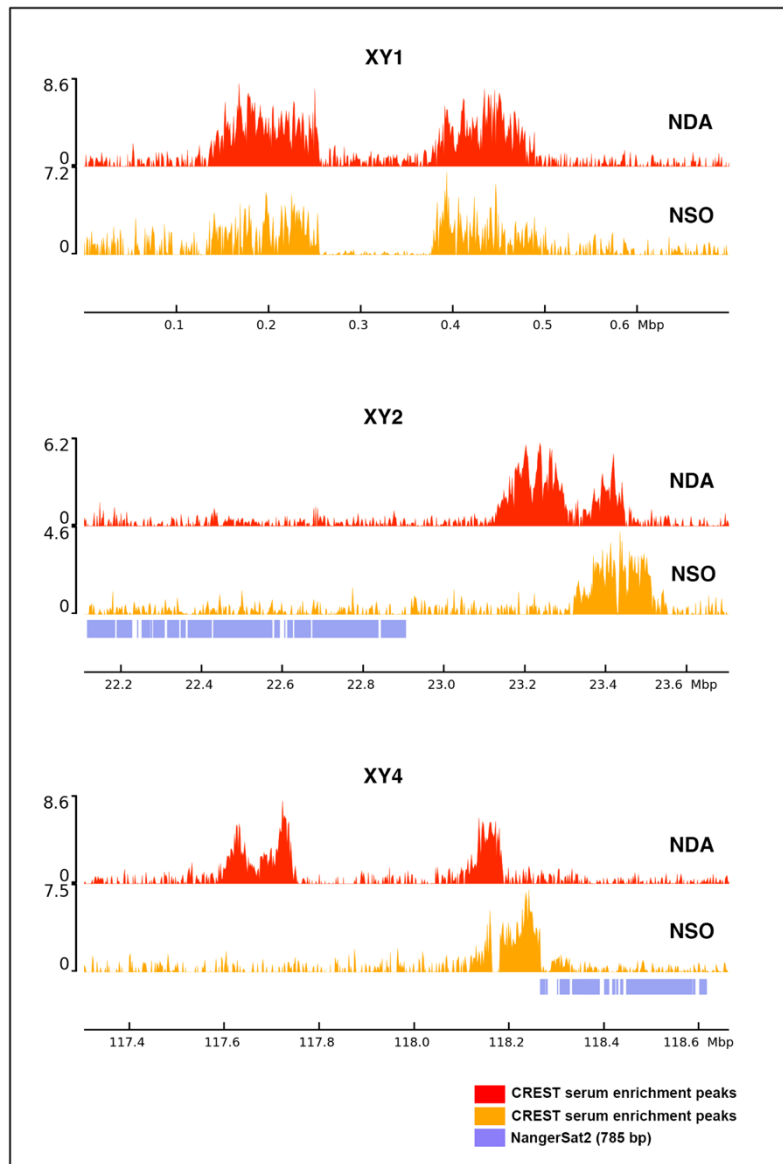 XY1
8.6
NDA
0
7.2
NSO
0
0.1 0.2 0.3 0.4 0.5 0.6 Mbp
XY2
6.2
NDA
0
4.6
NSO
0
22.2 22.4 22.6 22.8 23.0 23.2 23.4 23.6 Mbp
XY4
8.6
NDA
0
7.5
NSO
0
117.4 117.6 117.8 118.0 118.2 118.4 118.6 Mbp
CREST serum enrichment peaks
CREST serum enrichment peaks
NangerSat2 (785 bp)